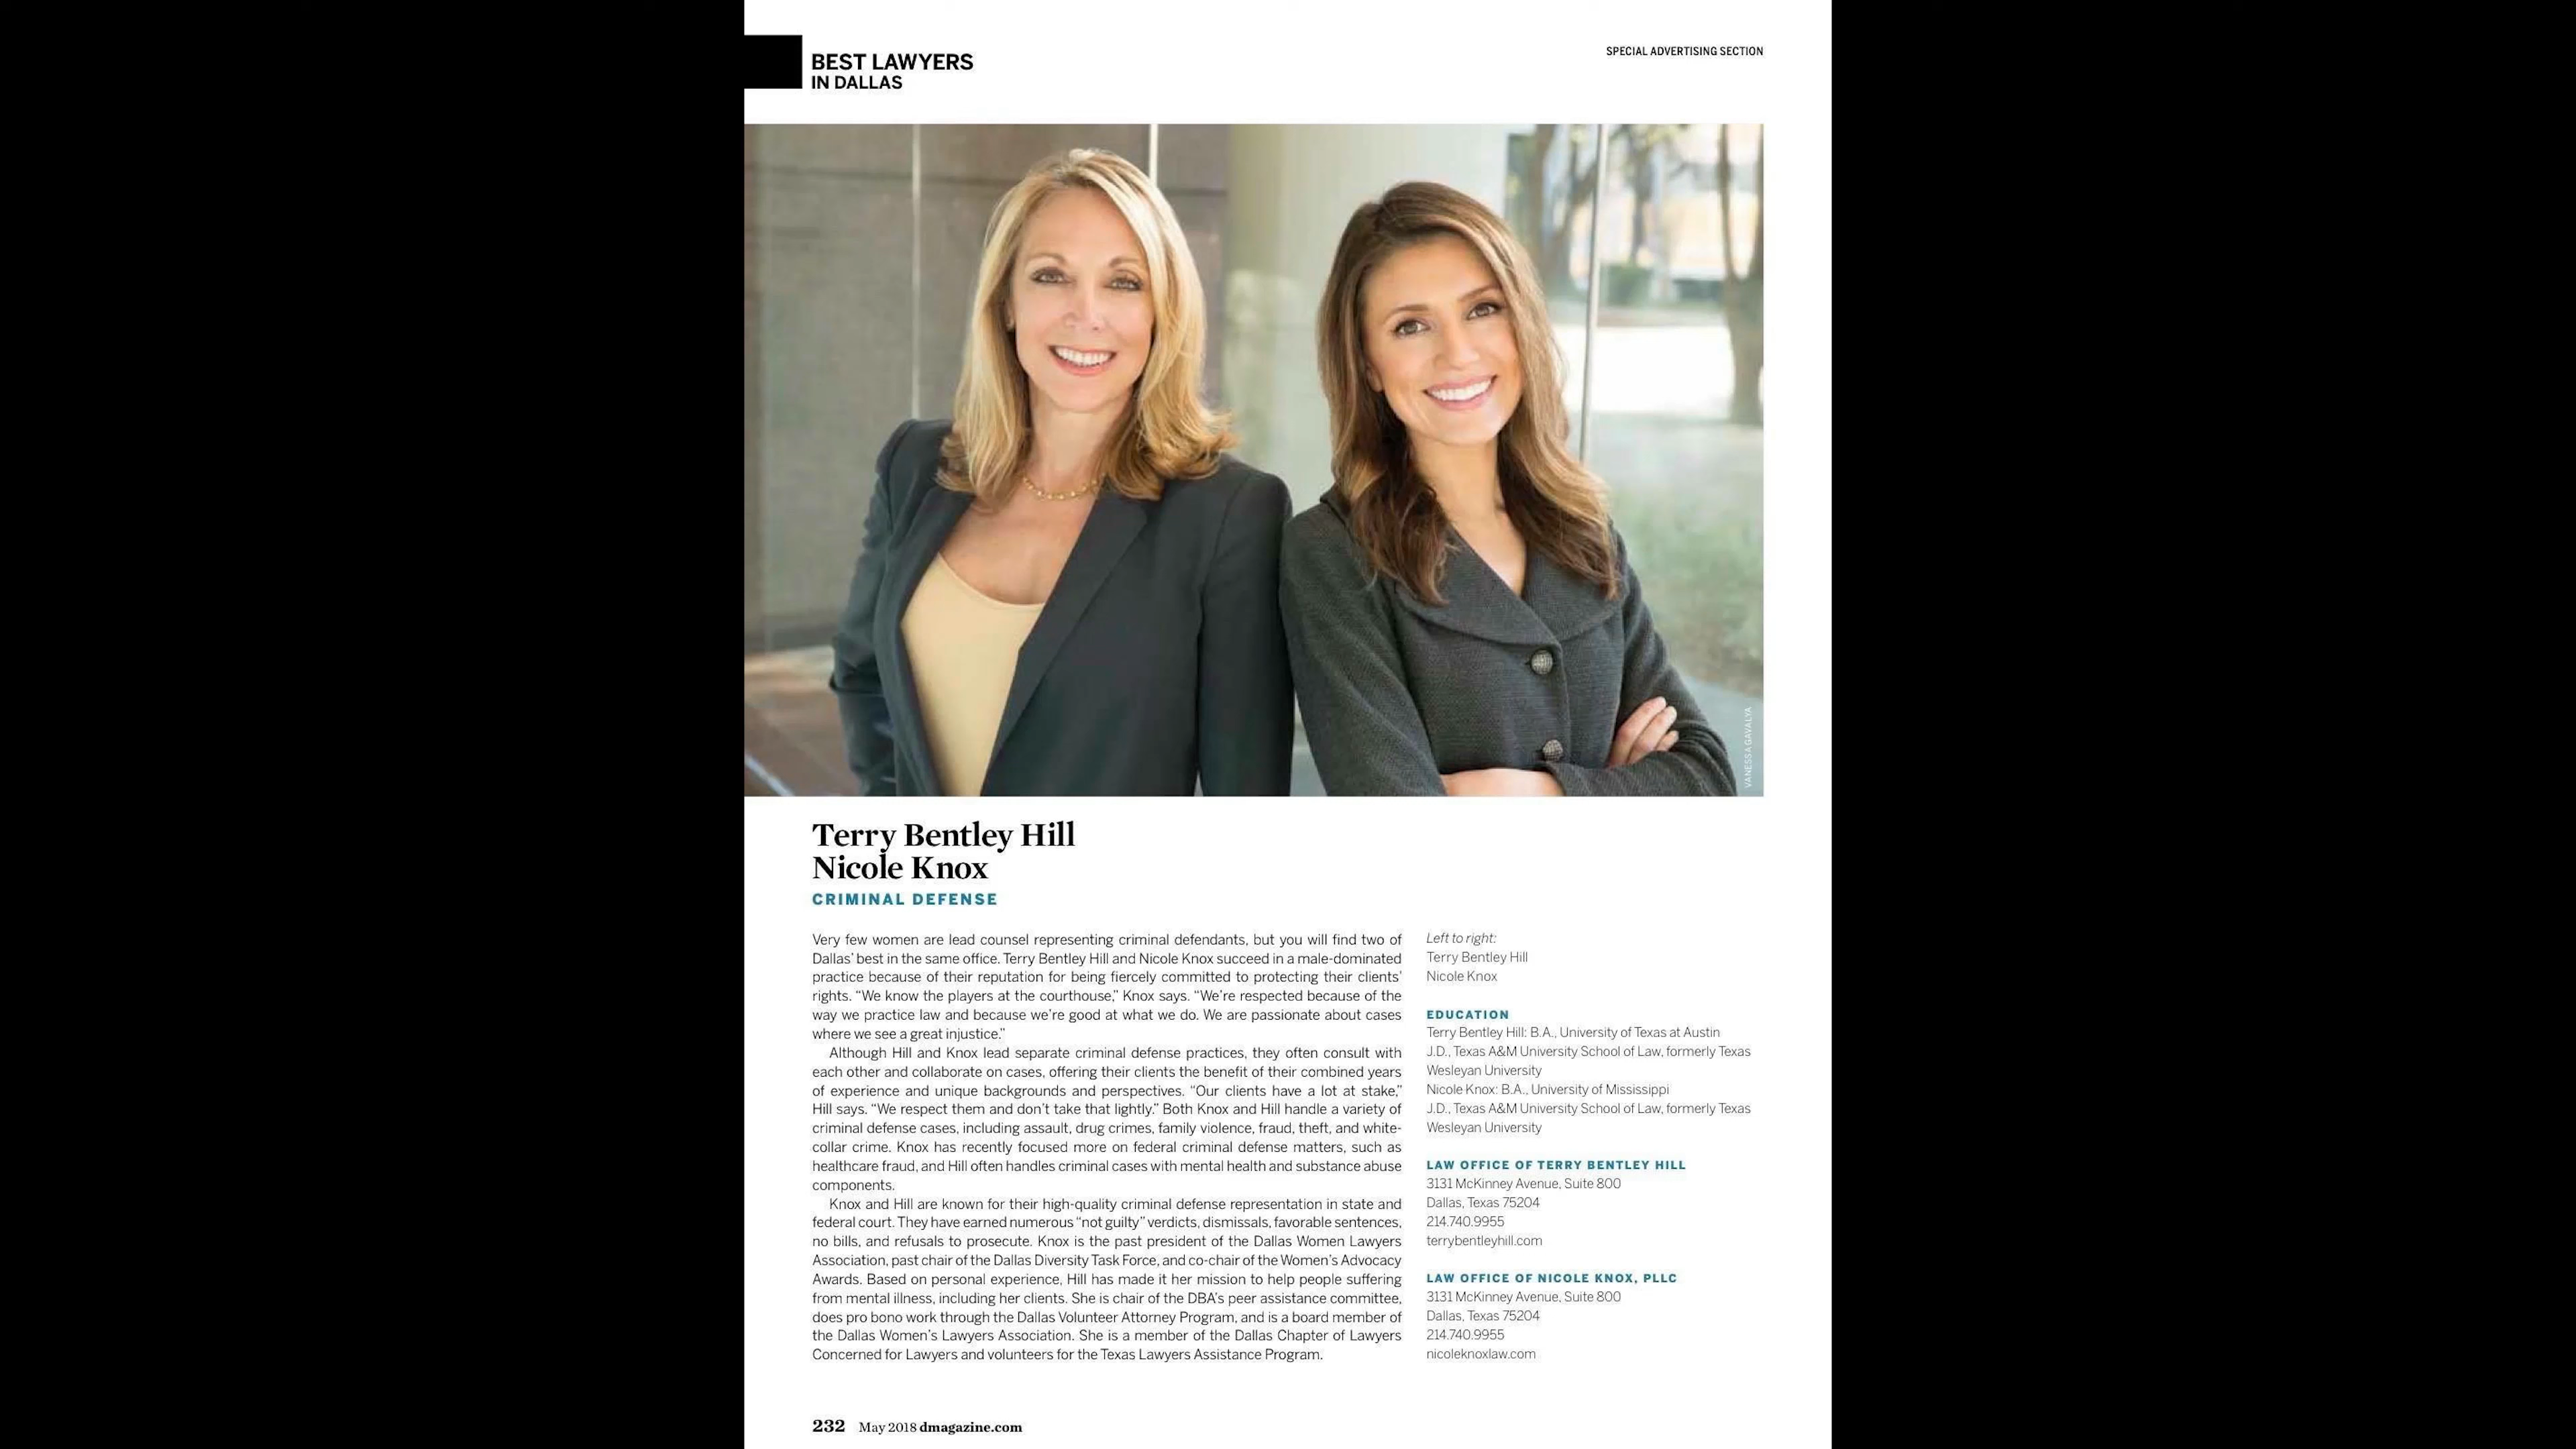 BEST LAWYERS
IN DALLAS
SPECIAL ADVERTISING SECTION
VANESSA GAVALYA
Terry Bentley Hill
Nicole Knox
CRIMINAL DEFENSE
Very few women are lead counsel representing criminal defendants, but you will find two of
Dallas' best in the same office. Terry Bentley Hill and Nicole Knox succeed in a male-dominated
practice because of their reputation for being fiercely committed to protecting their clients'
rights. “We know the players at the courthouse,” Knox says. “We're respected because of the
way we practice law and because we're good at what we do. We are passionate about cases
where we see a great injustice.”
Although Hill and Knox lead separate criminal defense practices, they often consult with
each other and collaborate on cases, offering their clients the benefit of their combined years
of experience and unique backgrounds and perspectives. “Our clients have a lot at stake,”
Hill says. “We respect them and don't take that lightly.” Both Knox and Hill handle a variety of
criminal defense cases, including assault, drug crimes, family violence, fraud, theft, and white-
collar crime. Knox has recently focused more on federal criminal defense matters, such as
healthcare fraud, and Hill often handles criminal cases with mental health and substance abuse
components.
Knox and Hill are known for their high-quality criminal defense representation in state and
federal court. They have earned numerous “not guilty” verdicts, dismissals, favorable sentences,
no bills, and refusals to prosecute. Knox is the past president of the Dallas Women Lawyers
Association, past chair of the Dallas Diversity Task Force, and co-chair of the Women's Advocacy
Awards. Based on personal experience, Hill has made it her mission to help people suffering
from mental illness, including her clients. She is chair of the DBA's peer assistance committee,
does pro bono work through the Dallas Volunteer Attorney Program, and is a board member of
the Dallas Women's Lawyers Association. She is a member of the Dallas Chapter of Lawyers
Concerned for Lawyers and volunteers for the Texas Lawyers Assistance Program.
Left to right:
Terry Bentley Hill
Nicole Knox
EDUCATION
Terry Bentley Hill: B.A., University of Texas at Austin
J.D., Texas A&M University School of Law, formerly Texas
Wesleyan University
Nicole Knox: B.A., University of Mississippi
J.D., Texas A&M University School of Law, formerly Texas
Wesleyan University
LAW OFFICE OF TERRY BENTLEY HILL
3131 McKinney Avenue, Suite 800
Dallas, Texas 75204
214.740.9955
terrybentleyhill.com
LAW OFFICE OF NICOLE KNOX, PLLC
3131 McKinney Avenue, Suite 800
Dallas, Texas 75204
214.740.9955
nicoleknoxlaw.com
232 May 2018 dmagazine.com